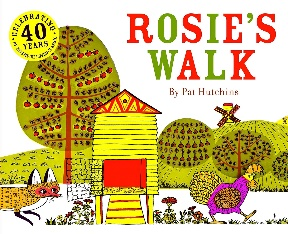 CELEBRATING
40
YEARS
ROSIE'S
WALK
By Pat Hutchins